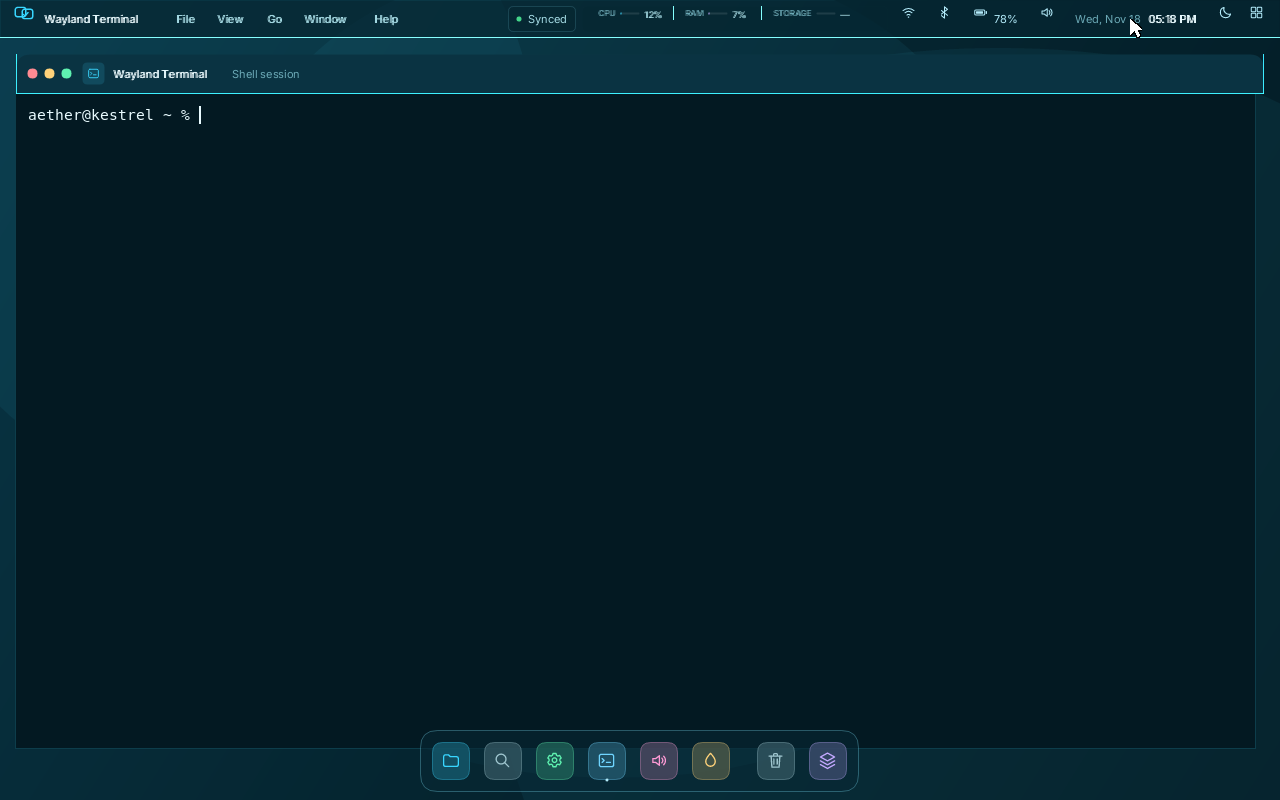 Wayland Terminal File View Go Window Help Synced CPU 12% RAM 7% STORAGE — 78% Wed, Nov 18 05:18 PM
Wayland Terminal Shell session
aether@kestrel ~ %